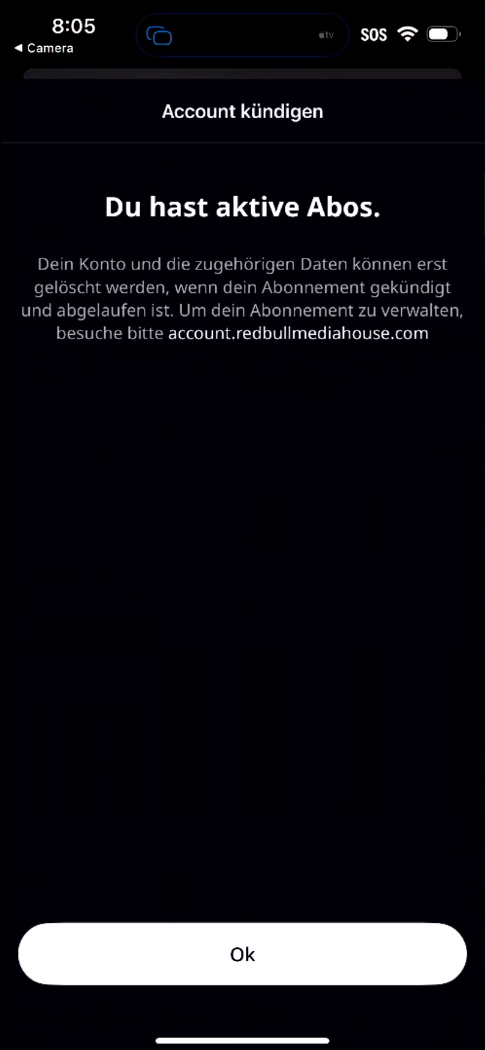 8:05
tv
SOS
◀ Camera
Account kündigen
Du hast aktive Abos.
Dein Konto und die zugehörigen Daten können erst
gelöscht werden, wenn dein Abonnement gekündigt
und abgelaufen ist. Um dein Abonnement zu verwalten,
besuche bitte account.redbullmediahouse.com
Ok